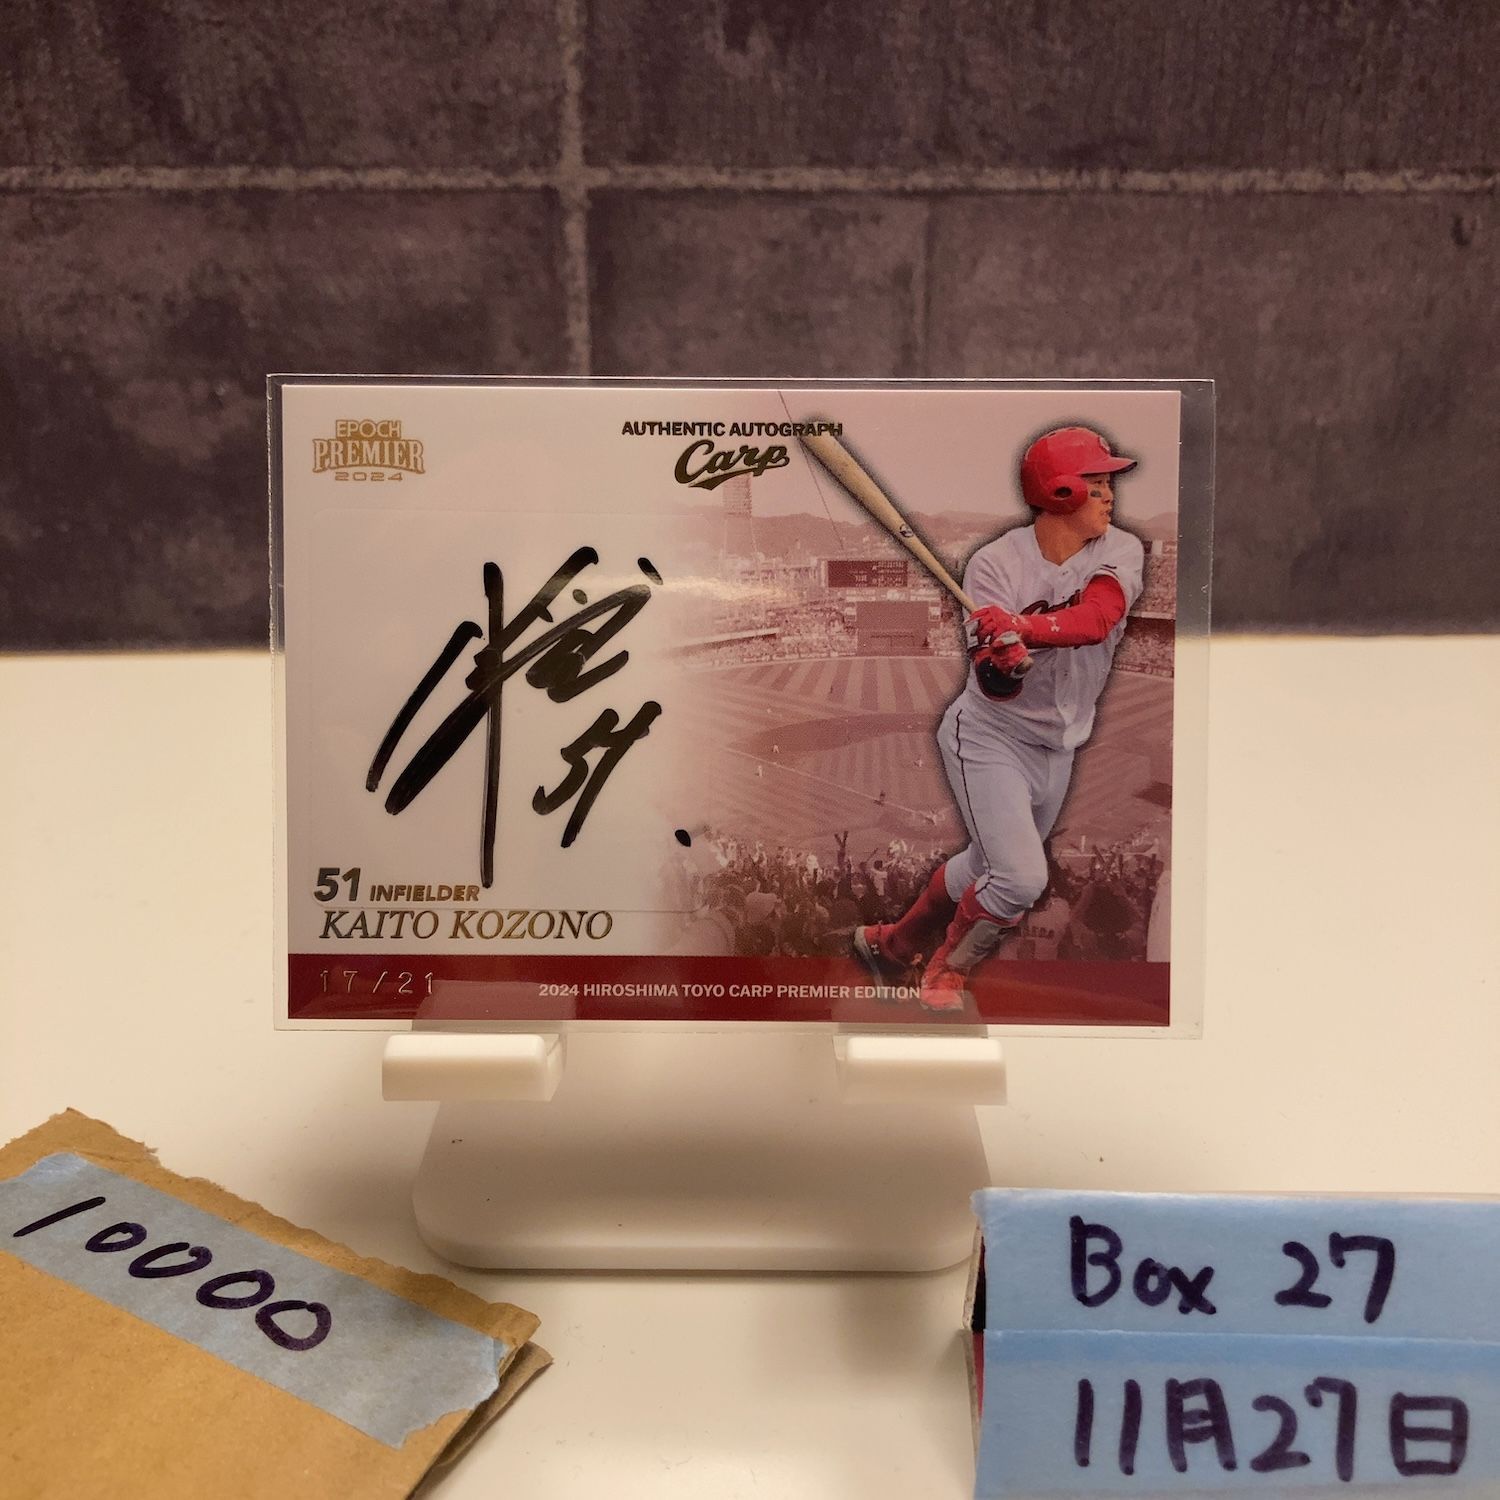 EPOCH
PREMIER
2024
AUTHENTIC AUTOGRAPH
Carp
51
51 INFIELDER
KAITO KOZONO
17/21
2024 HIROSHIMA TOYO CARP PREMIER EDITION
10000
Box 27
11月27日